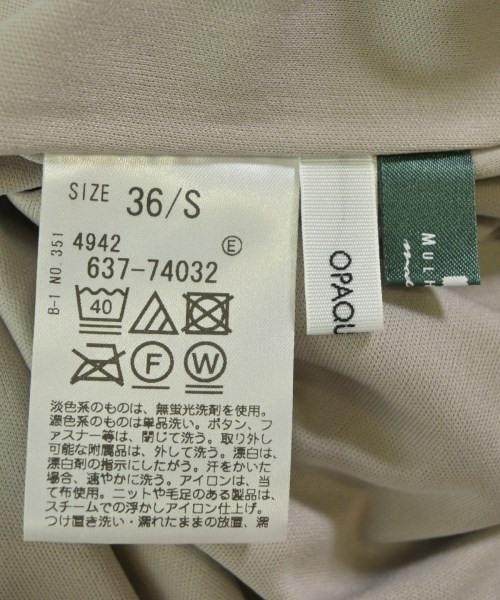 SIZE 36/S
B-1 NO. 351
4942
E
637-74032
40
F W
淡色系のものは、無蛍光洗剤を使用。
濃色系のものは単品洗い。ボタン、フ
ァスナー等は、閉じて洗う。取り外し
可能な附属品は、外して洗う。漂白は、
漂白剤の指示にしたがう。汗をかいた
場合、速やかに洗う。アイロンは、当
て布使用。ニットや毛足のある製品は、
スチームでの浮かしアイロン仕上げ。
つけ置き洗い・濡れたままの放置、濡
OPAQU